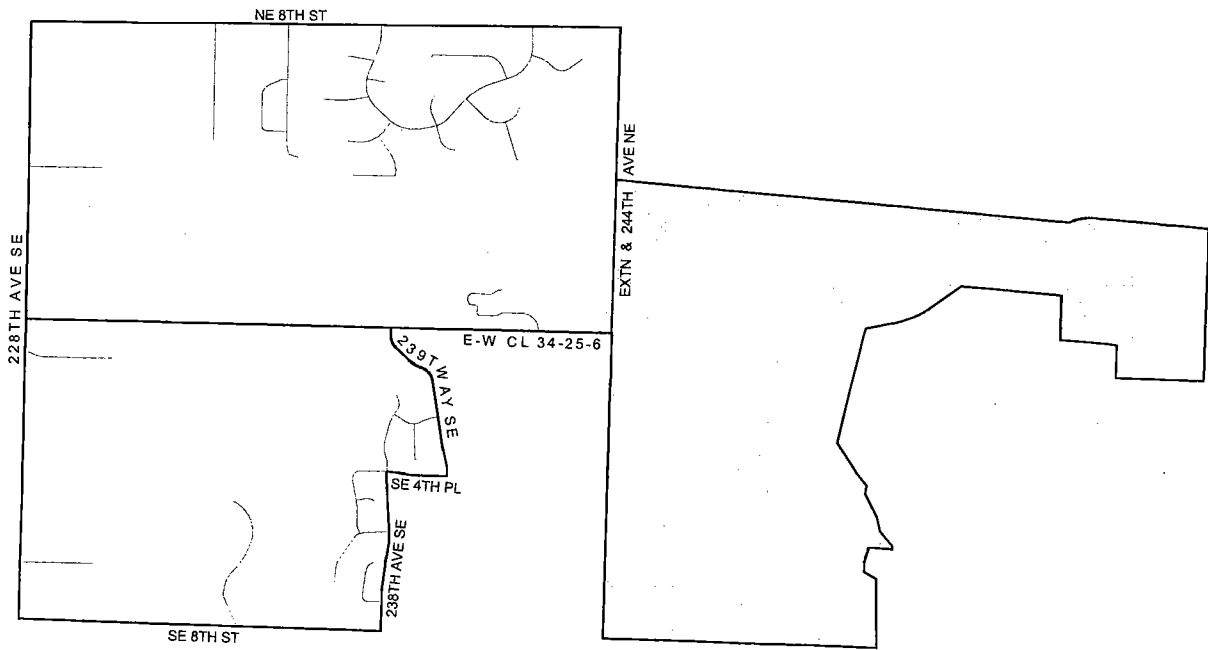 NE 8TH ST
228TH AVE SE
EXTN & 244TH AVE NE
E-W CL 34-25-6
239T WAY SE
SE 4TH PL
238TH AVE SE
SE 8TH ST